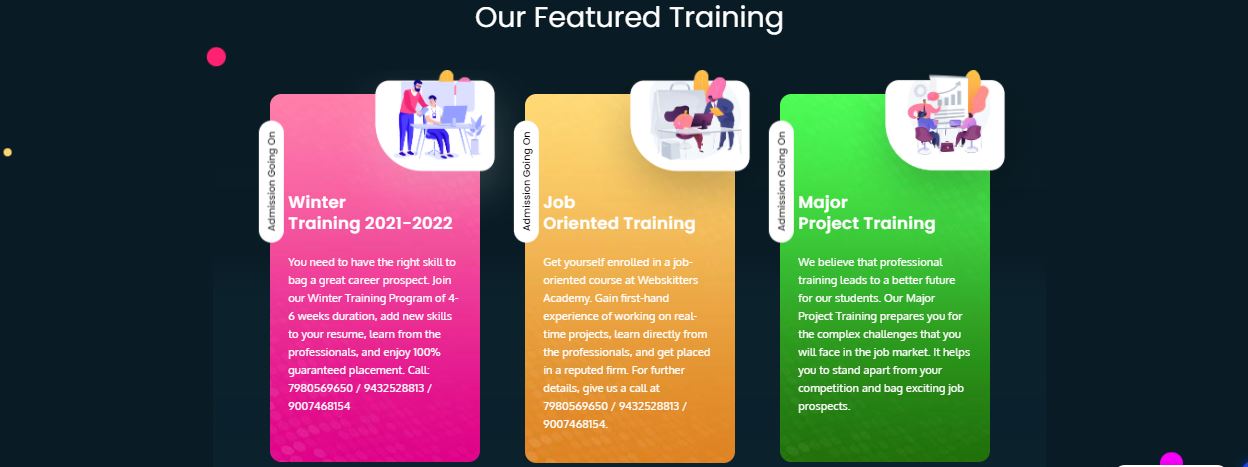 Our Featured Training
Admission Going On
Winter
Training 2021-2022
You need to have the right skill to
bag a great career prospect. Join
our Winter Training Program of 4-
6 weeks duration, add new skills
to your resume, learn from the
professionals, and enjoy 100%
guaranteed placement. Call:
7980569650 / 9432528813 /
9007468154
Admission Going On
Job
Oriented Training
Get yourself enrolled in a job-
oriented course at Webskitters
Academy. Gain first-hand
experience of working on real-
time projects, learn directly from
the professionals, and get placed
in a reputed firm. For further
details, give us a call at
7980569650 / 9432528813 /
9007468154.
Admission Going On
Major
Project Training
We believe that professional
training leads to a better future
for our students. Our Major
Project Training prepares you for
the complex challenges that you
will face in the job market. It helps
you to stand apart from your
competition and bag exciting job
prospects.